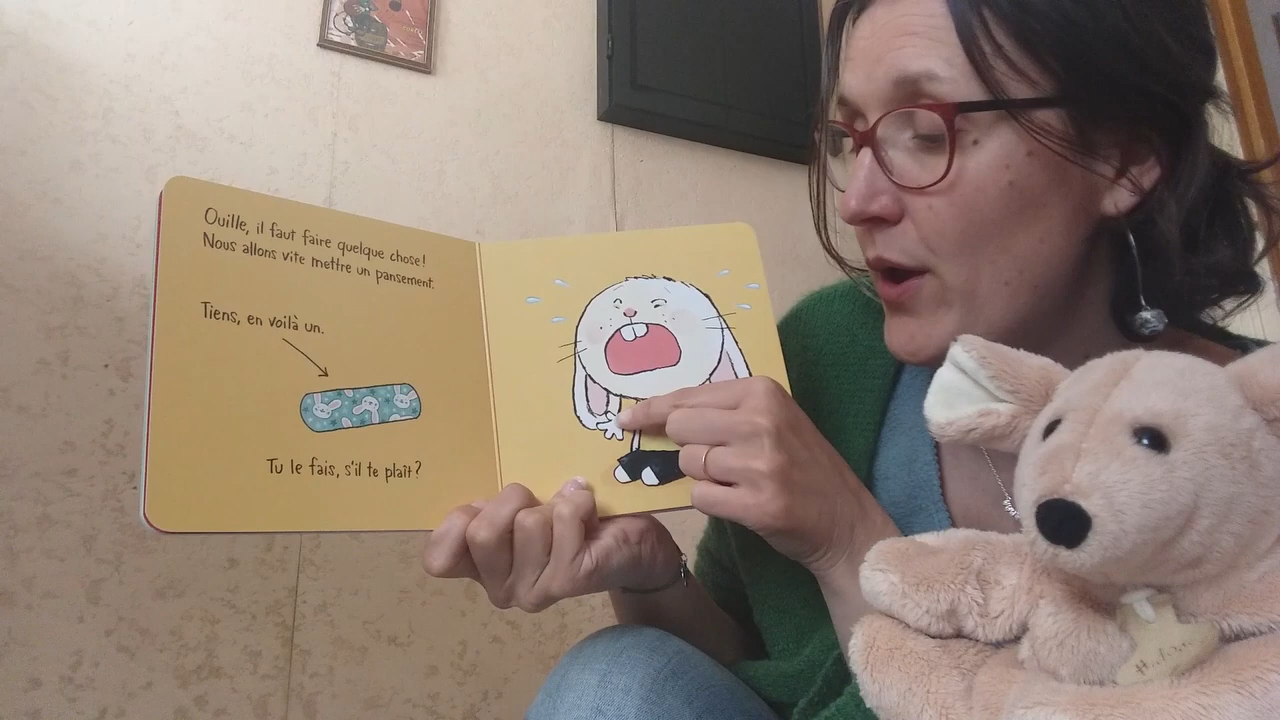 Ouille, il faut faire quelque chose!
Nous allons vite mettre un pansement.
Tiens, en voilà un.
Tu le fais, s'il te plaît?